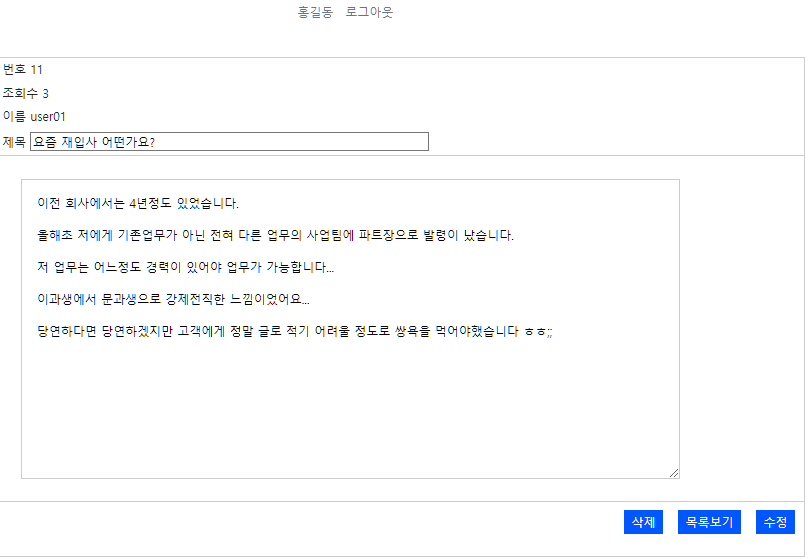 홍길동 로그아웃
번호 11
조회수 3
이름 user01
제목 요즘 재입사 어떤가요?
이전 회사에서는 4년정도 있었습니다.
올해초 저에게 기존업무가 아닌 전혀 다른 업무의 사업팀에 파트장으로 발령이 났습니다.
저 업무는 어느정도 경력이 있어야 업무가 가능합니다...
이과생에서 문과생으로 강제전직한 느낌이었어요...
당연하다면 당연하겠지만 고객에게 정말 글로 적기 어려울 정도로 쌍욕을 먹어야했습니다 ㅎㅎ;;
삭제 목록보기 수정